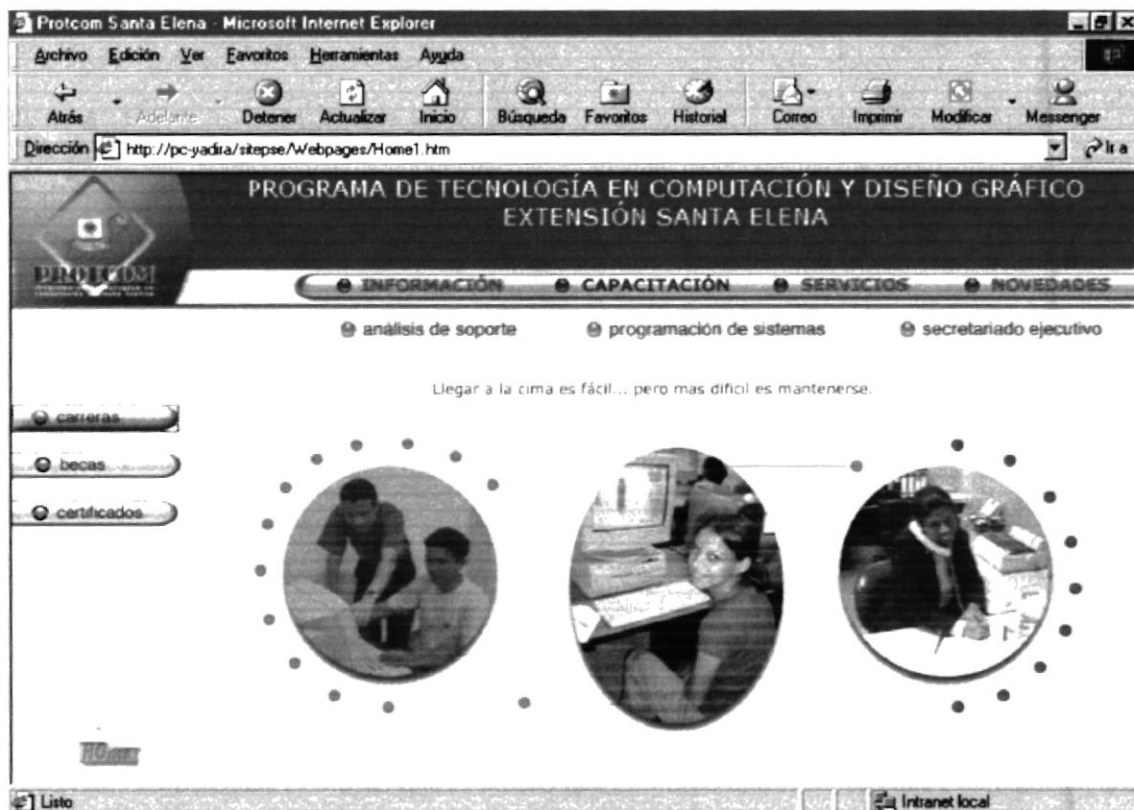 Protcom Santa Elena - Microsoft Internet Explorer
Archivo Edición Ver Favoritos Herramientas Ayuda
Atrás Adelante Detener Actualizar Inicio Búsqueda Favoritos Historial Correo Imprimir Modificar Messenger
Dirección http://pc-yadira/sitepse/Webpages/Home1.htm Ir a
PROGRAMA DE TECNOLOGÍA EN COMPUTACIÓN Y DISEÑO GRÁFICO
EXTENSIÓN SANTA ELENA
PROTCOM
INFORMACIÓN CAPACITACIÓN SERVICIOS NOVEDADES
análisis de soporte programación de sistemas secretariado ejecutivo
Llegar a la cima es fácil... pero mas dificil es mantenerse.
carreras
becas
certificados
Listo Intranet local